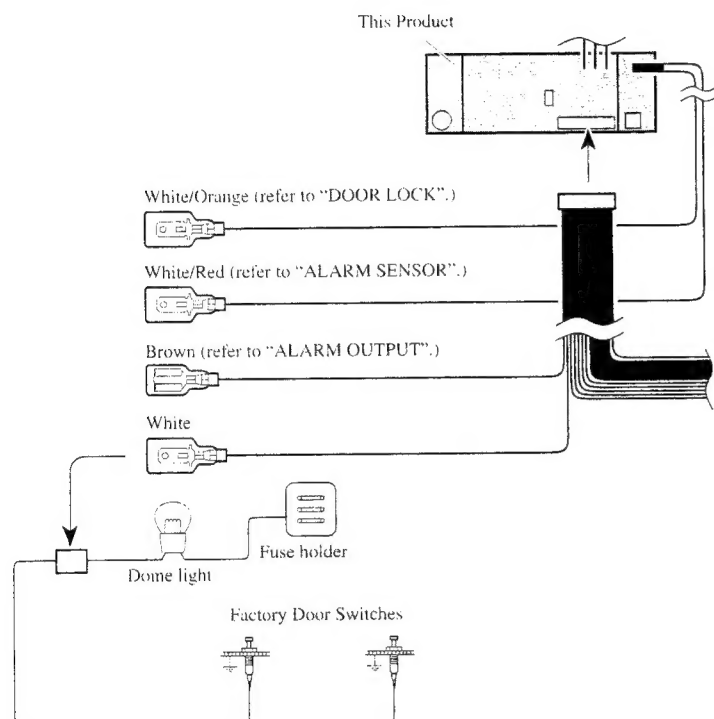 This Product
White/Orange (refer to “DOOR LOCK”.)
White/Red (refer to “ALARM SENSOR”.)
Brown (refer to “ALARM OUTPUT”.)
White
Fuse holder
Dome light
Factory Door Switches